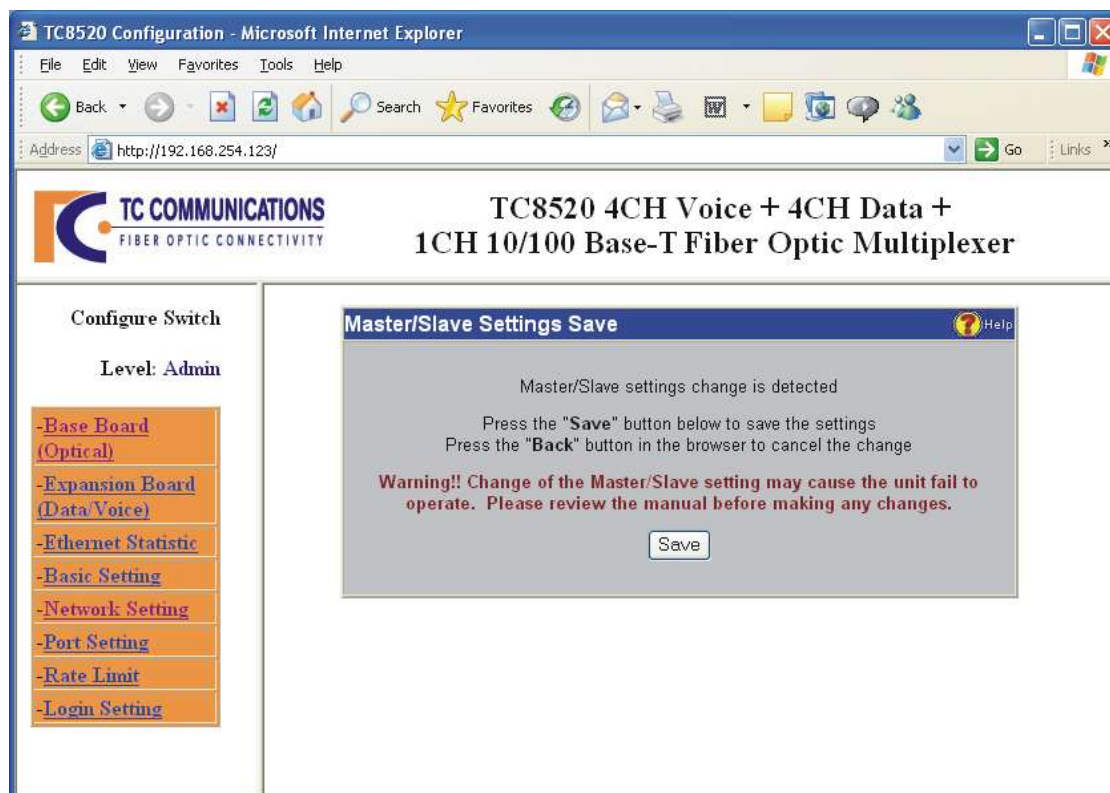 TC8520 Configuration - Microsoft Internet Explorer
File Edit View Favorites Tools Help
Back Search Favorites
Address http://192.168.254.123/ Go Links »
TC COMMUNICATIONS
FIBER OPTIC CONNECTIVITY
TC8520 4CH Voice + 4CH Data +
1CH 10/100 Base-T Fiber Optic Multiplexer
Configure Switch
Level: Admin
-Base Board
(Optical)
-Expansion Board
(Data/Voice)
-Ethernet Statistic
-Basic Setting
-Network Setting
-Port Setting
-Rate Limit
-Login Setting
Master/Slave Settings Save
? Help
Master/Slave settings change is detected
Press the "Save" button below to save the settings
Press the "Back" button in the browser to cancel the change
Warning!! Change of the Master/Slave setting may cause the unit fail to
operate. Please review the manual before making any changes.
Save